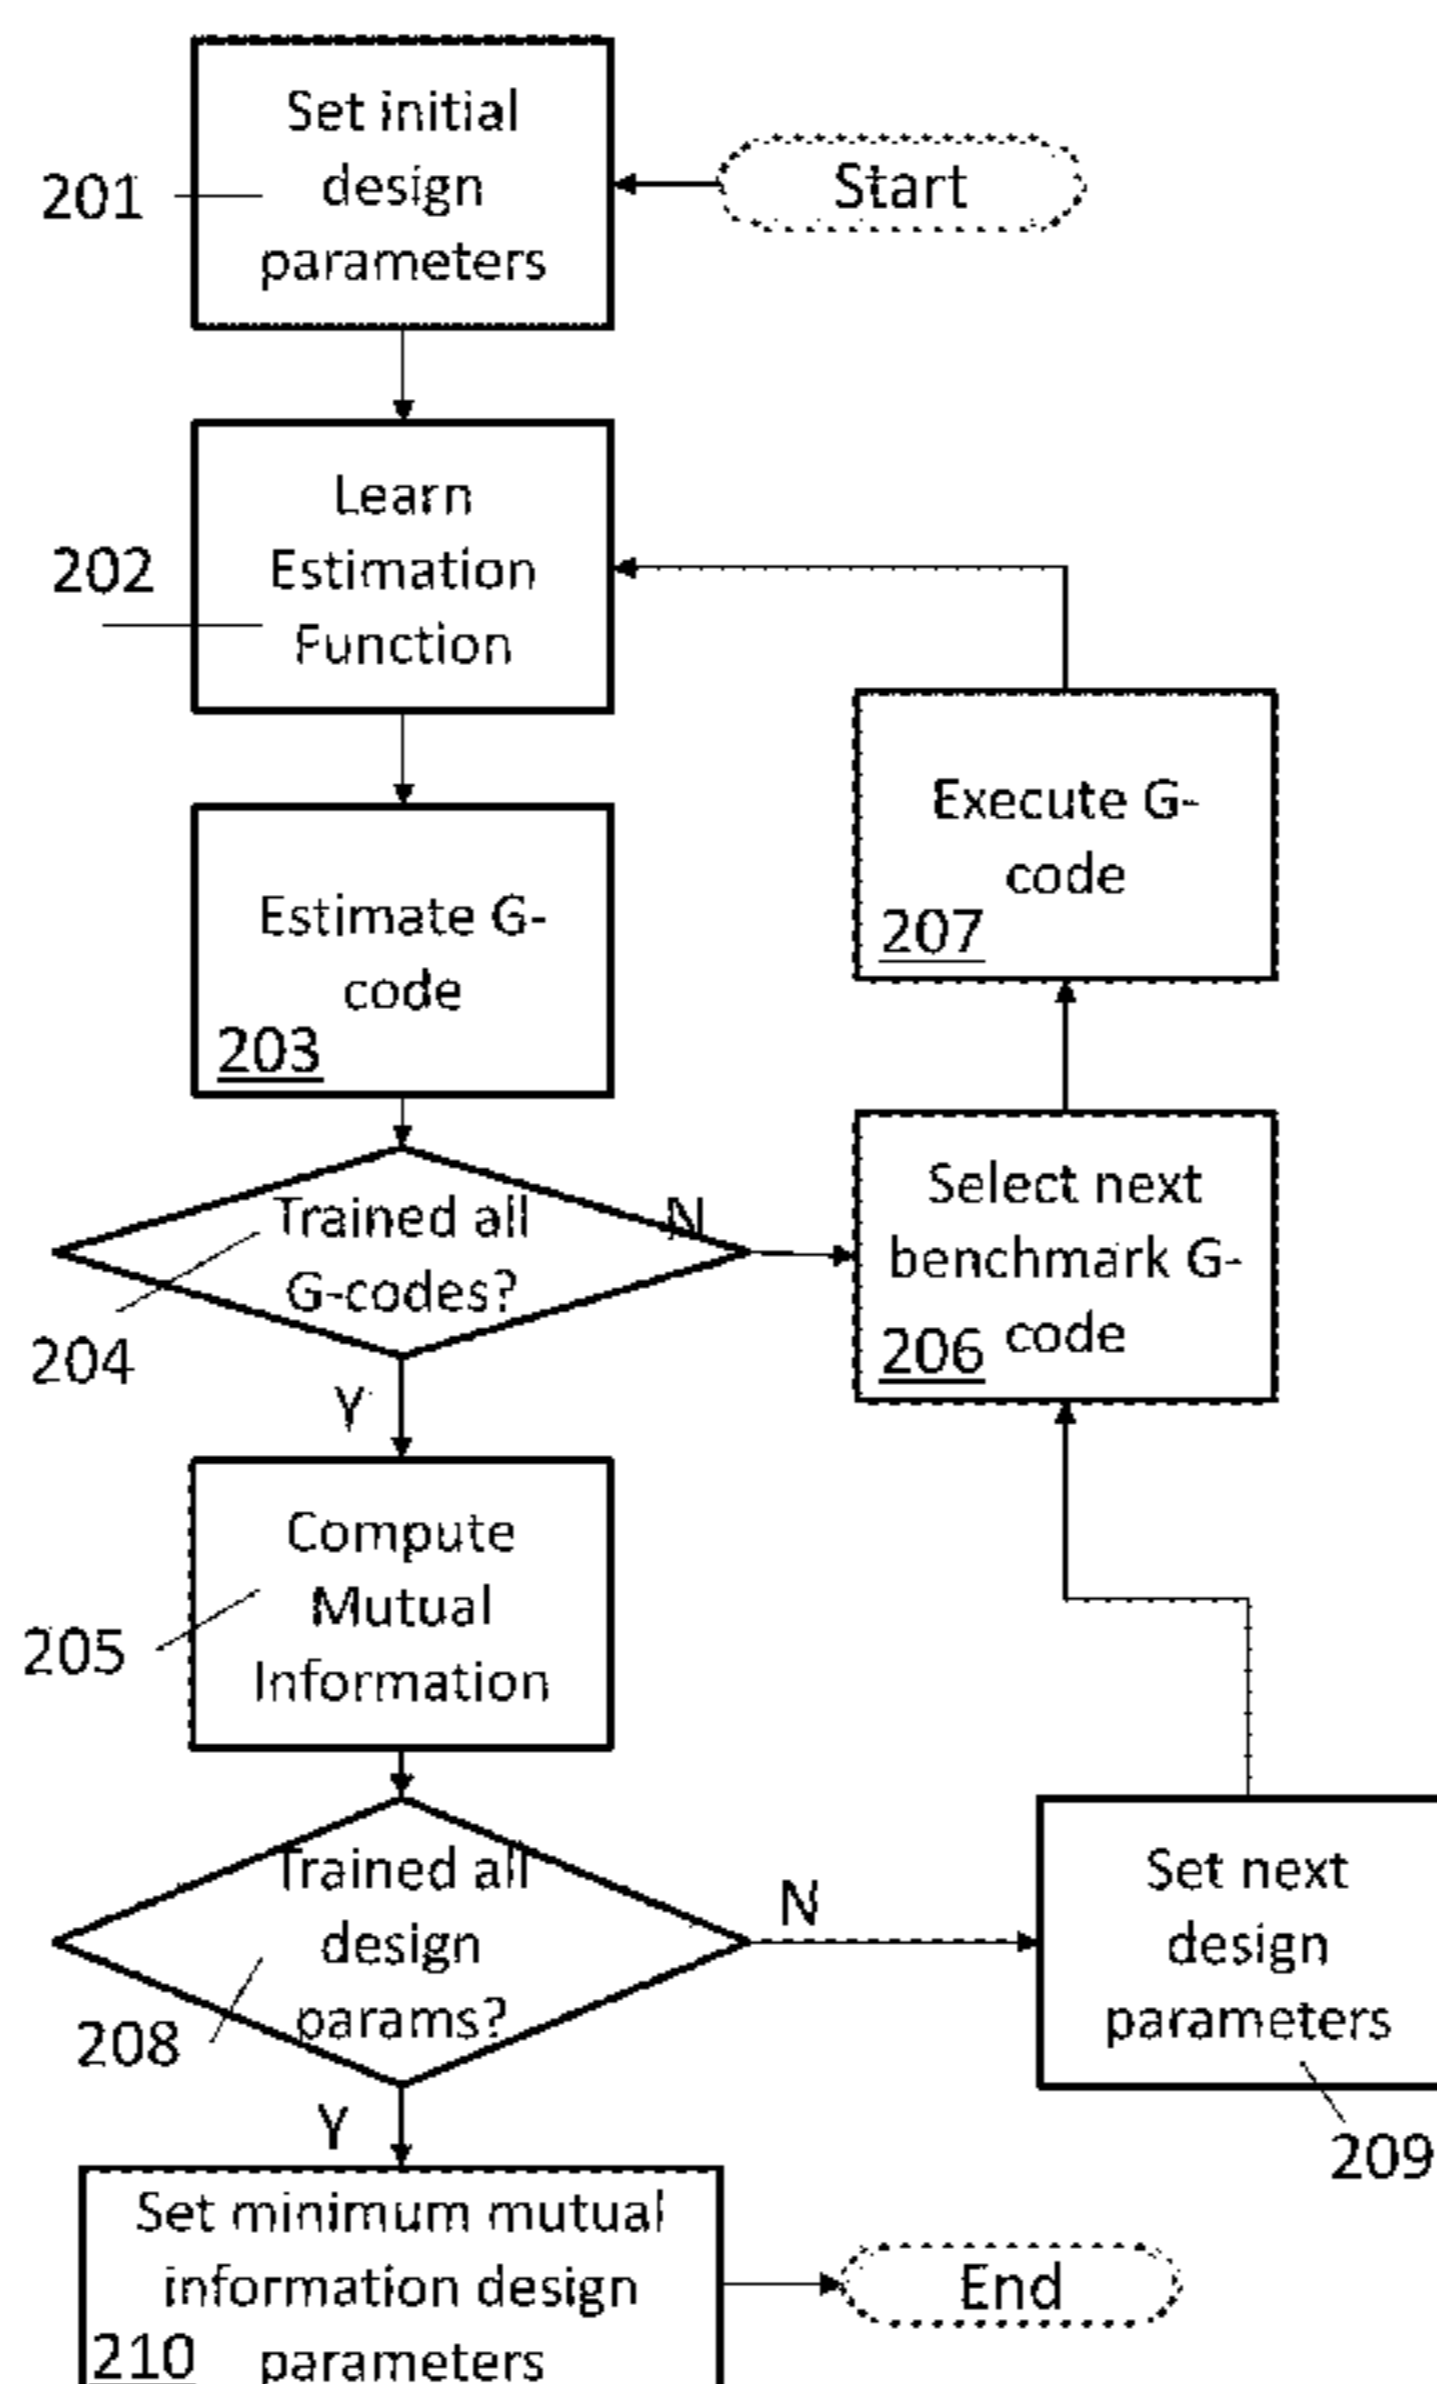 Set initial
design
parameters
201
Start
Learn
Estimation
Function
202
Execute G-
code
207
Estimate G-
code
203
Trained all
G-codes?
204
N
Y
Select next
benchmark G-
code
206
Compute
Mutual
Information
205
Trained all
design
params?
208
N
Y
Set next
design
parameters
209
Set minimum mutual
information design
parameters
210
End